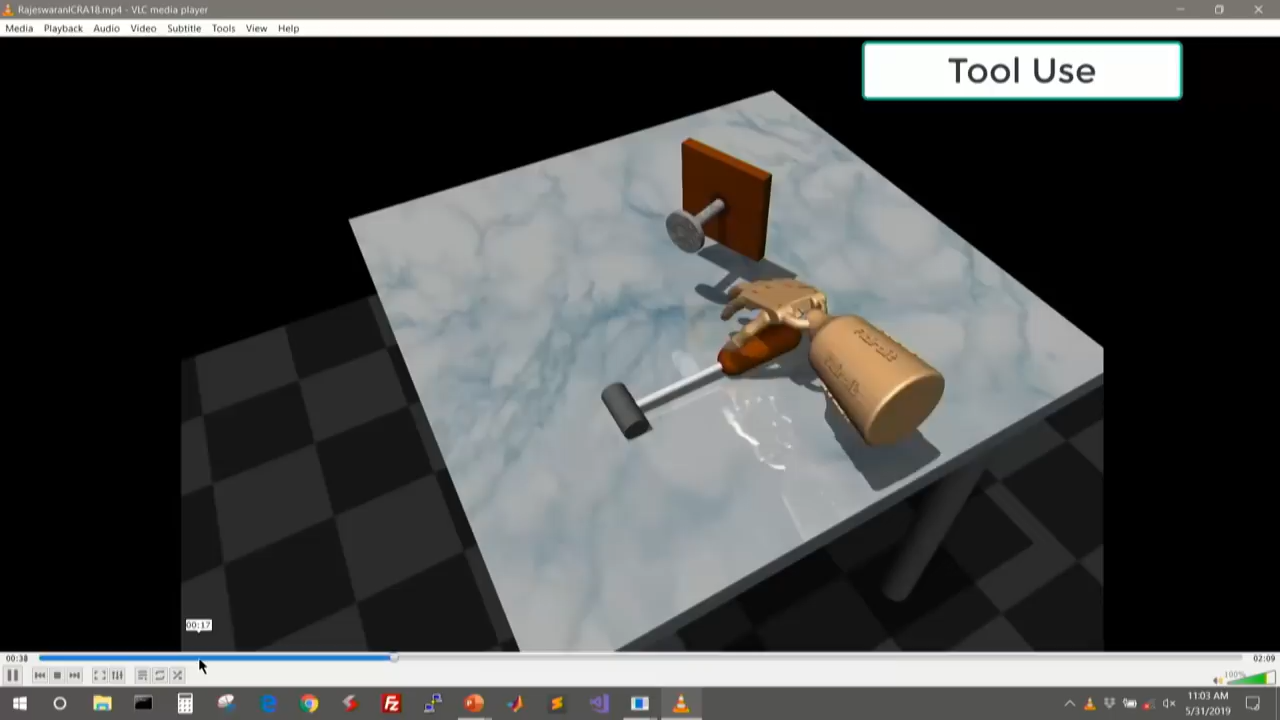 RajeswaranICRA18.mp4 - VLC media player
Media Playback Audio Video Subtitle Tools View Help
Tool Use
00:17
00:38
02:09
100%
11:03 AM
5/31/2019